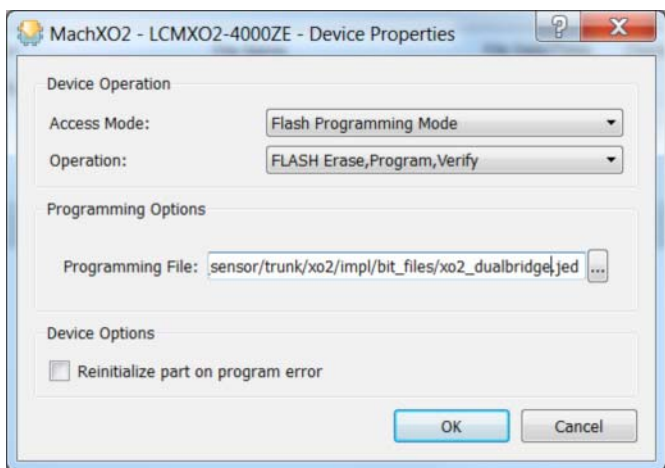 MachXO2 - LCMXO2-4000ZE - Device Properties
Device Operation
Access Mode: Flash Programming Mode
Operation: FLASH Erase,Program,Verify
Programming Options
Programming File: _sensor/trunk/xo2/impl/bit_files/xo2_dualbridge.jed ...
Device Options
Reinitialize part on program error
OK Cancel